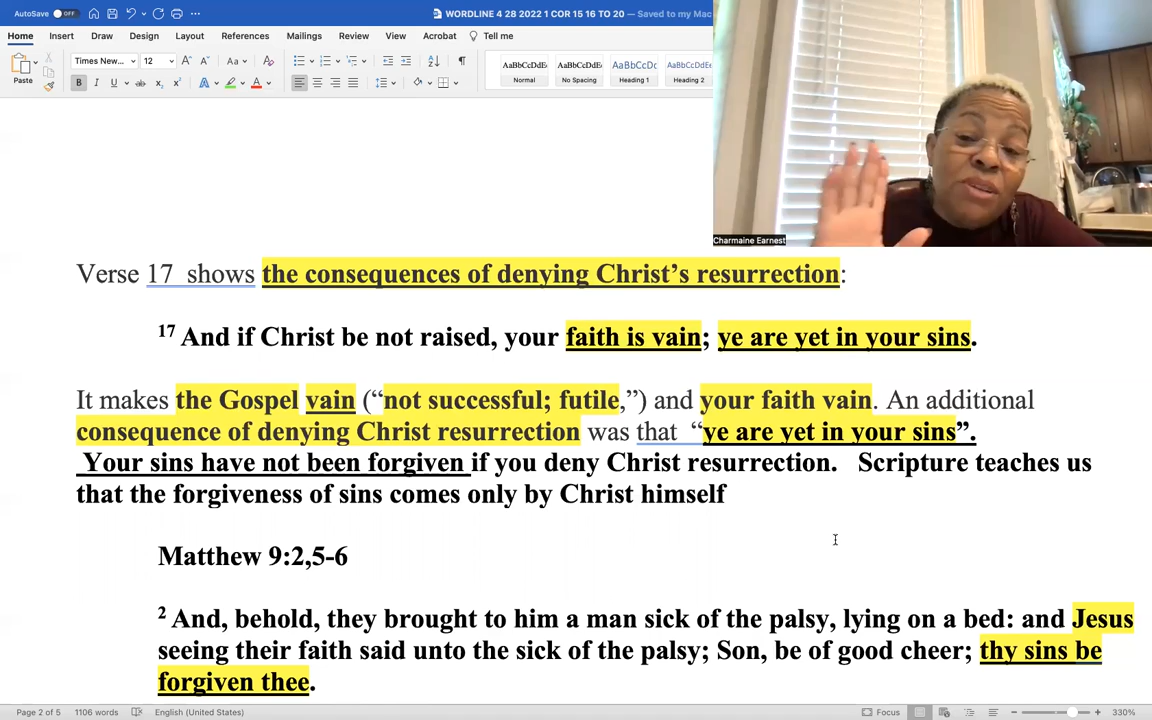 AutoSave OFF WORDLINE 4 28 2022 1 COR 15 16 TO 20 — Saved to my Mac
Home Insert Draw Design Layout References Mailings Review View Acrobat Tell me
Paste Times New... 12 A A Aa B I U ab x₂ x² A A AaBbCcDdEe AaBbCcDdEe AaBbCcDc AaBbCcDdEe
Normal No Spacing Heading 1 Heading 2
Charmaine Earnest
Verse 17 shows the consequences of denying Christ’s resurrection:
17 And if Christ be not raised, your faith is vain; ye are yet in your sins.
It makes the Gospel vain (“not successful; futile,”) and your faith vain. An additional
consequence of denying Christ resurrection was that “ye are yet in your sins”.
Your sins have not been forgiven if you deny Christ resurrection. Scripture teaches us
that the forgiveness of sins comes only by Christ himself
Matthew 9:2,5-6
2 And, behold, they brought to him a man sick of the palsy, lying on a bed: and Jesus
seeing their faith said unto the sick of the palsy; Son, be of good cheer; thy sins be
forgiven thee.
Page 2 of 5 1106 words English (United States) Focus 330%